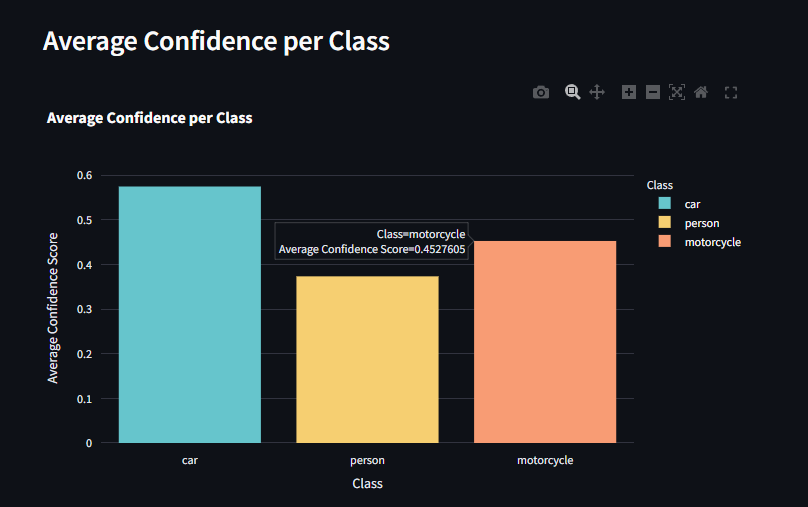 Average Confidence per Class
Average Confidence per Class
Average Confidence Score
0.6
0.5
0.4
0.3
0.2
0.1
0
Class=motorcycle
Average Confidence Score=0.4527605
car
person
motorcycle
Class
Class
car
person
motorcycle